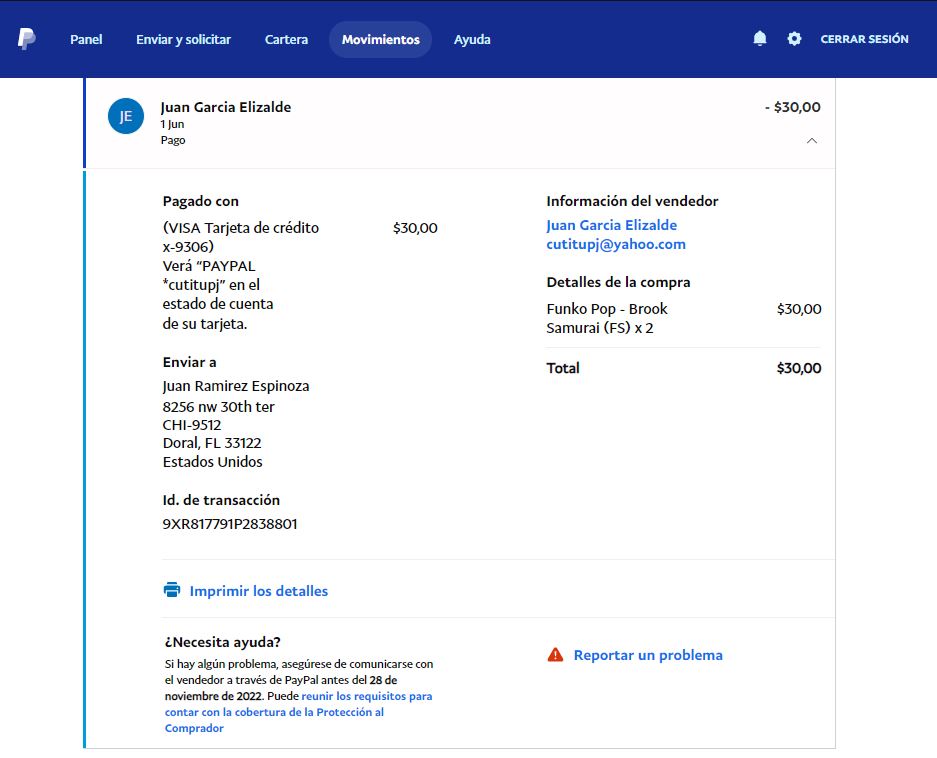 Panel Enviar y solicitar Cartera Movimientos Ayuda CERRAR SESIÓN
JE
Juan Garcia Elizalde - $30,00
1 Jun
Pago
Pagado con
(VISA Tarjeta de crédito $30,00
x-9306)
Verá “PAYPAL
*cutitupj” en el
estado de cuenta
de su tarjeta.
Enviar a
Juan Ramirez Espinoza
8256 nw 30th ter
CHI-9512
Doral, FL 33122
Estados Unidos
Id. de transacción
9XR817791P2838801
Información del vendedor
Juan Garcia Elizalde
cutitupj@yahoo.com
Detalles de la compra
Funko Pop - Brook $30,00
Samurai (FS) x 2
Total $30,00
Imprimir los detalles
¿Necesita ayuda?
Si hay algún problema, asegúrese de comunicarse con
el vendedor a través de PayPal antes del 28 de
noviembre de 2022. Puede reunir los requisitos para
contar con la cobertura de la Protección al
Comprador
Reportar un problema